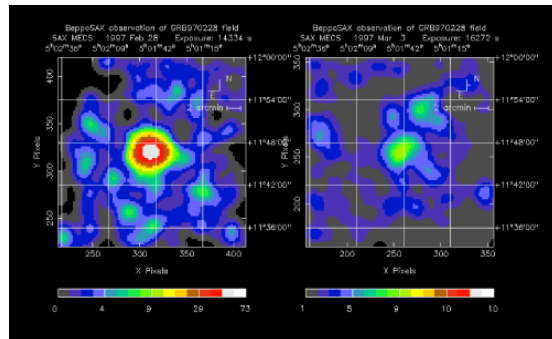 BeppoSAX observation of GRB970228 field
SAX MECS 1997 Feb 28 Exposure: 14334 s
5ʰ02ᵐ36ˢ 5ʰ02ᵐ09ˢ 5ʰ01ᵐ42ˢ 5ʰ01ᵐ15ˢ
+12°00'00"
400
N
E
+11°54'00"
2 arcmin
350
+11°48'00"
Y Pixels
300
+11°42'00"
250
+11°36'00"
250 300 350 400
X Pixels
0 4 9 29 73
BeppoSAX observation of GRB970228 field
SAX MECS 1997 Mar 3 Exposure: 16272 s
5ʰ02ᵐ36ˢ 5ʰ02ᵐ09ˢ 5ʰ01ᵐ42ˢ 5ʰ01ᵐ15ˢ
350
+12°00'00"
N
E
+11°54'00"
300
2 arcmin
+11°48'00"
Y Pixels
250
+11°42'00"
200
+11°36'00"
200 250 300 350
X Pixels
1 5 9 10 10